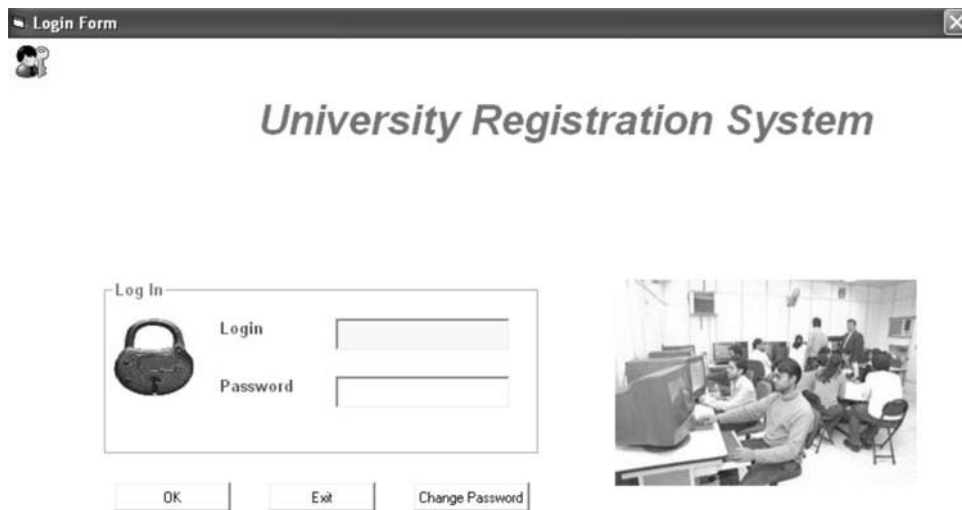 Login Form
University Registration System
Log In
Login
Password
OK Exit Change Password